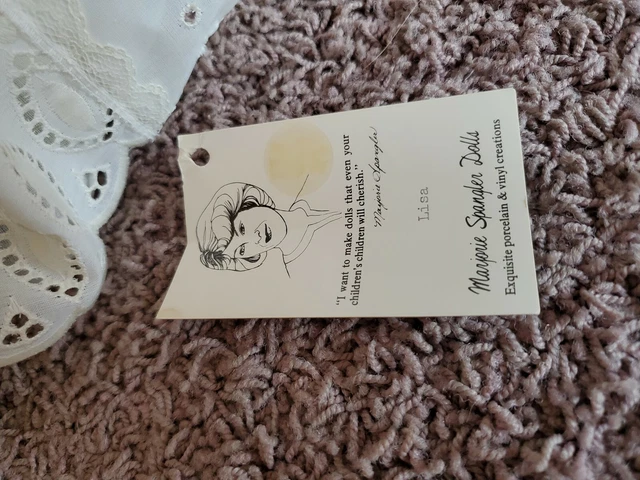 "I want to make dolls that even your
children's children will cherish."
Marjorie Spangler
Lisa
Marjorie Spangler Dolls
Exquisite porcelain & vinyl creations